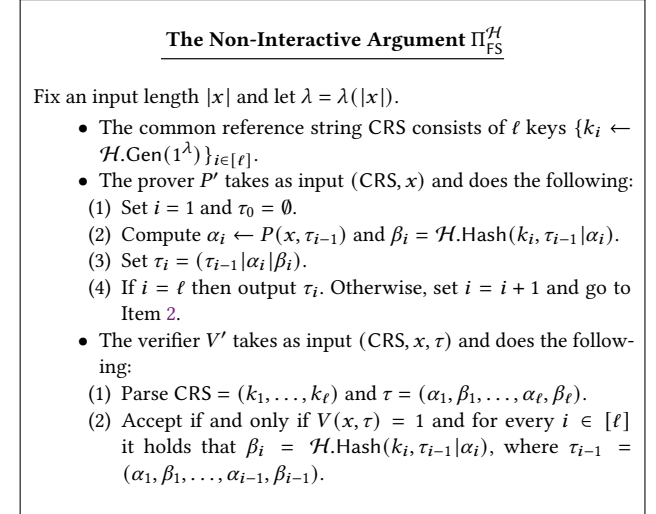 The Non-Interactive Argument Π^ℋ_FS
Fix an input length |x| and let λ = λ(|x|).
• The common reference string CRS consists of ℓ keys {k_i ←
ℋ.Gen(1^λ)}_{i∈[ℓ]}.
• The prover P′ takes as input (CRS, x) and does the following:
(1) Set i = 1 and τ_0 = ∅.
(2) Compute α_i ← P(x, τ_{i−1}) and β_i = ℋ.Hash(k_i, τ_{i−1}|α_i).
(3) Set τ_i = (τ_{i−1}|α_i|β_i).
(4) If i = ℓ then output τ_i. Otherwise, set i = i + 1 and go to
Item 2.
• The verifier V′ takes as input (CRS, x, τ) and does the follow-
ing:
(1) Parse CRS = (k_1, . . . , k_ℓ) and τ = (α_1, β_1, . . . , α_ℓ, β_ℓ).
(2) Accept if and only if V(x, τ) = 1 and for every i ∈ [ℓ]
it holds that β_i = ℋ.Hash(k_i, τ_{i−1}|α_i), where τ_{i−1} =
(α_1, β_1, . . . , α_{i−1}, β_{i−1}).